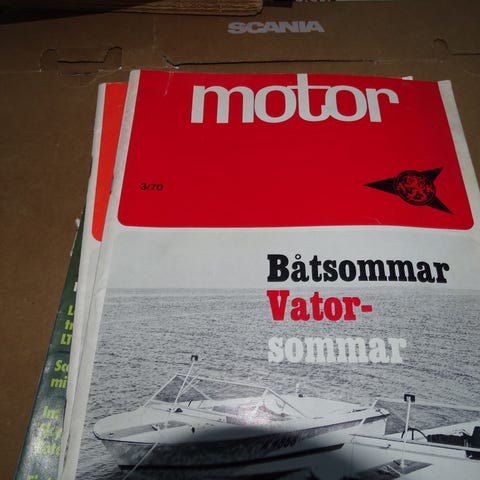 SCANIA
motor
3/70
Båtsommar
Vator-
sommar